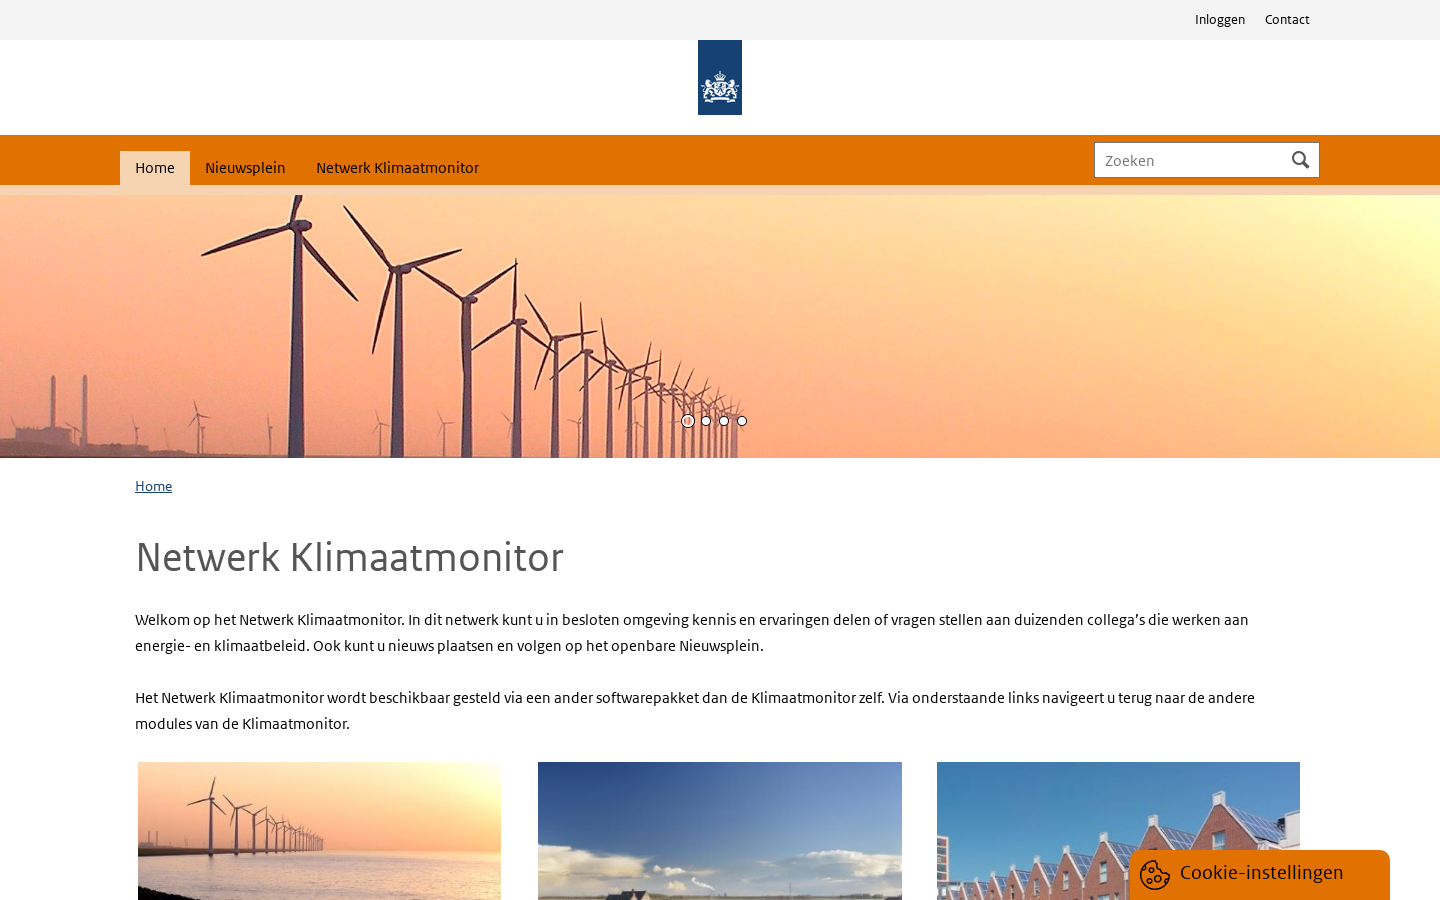 Inloggen Contact
Home Nieuwsplein Netwerk Klimaatmonitor Zoeken
Home
Netwerk Klimaatmonitor
Welkom op het Netwerk Klimaatmonitor. In dit netwerk kunt u in besloten omgeving kennis en ervaringen delen of vragen stellen aan duizenden collega’s die werken aan
energie- en klimaatbeleid. Ook kunt u nieuws plaatsen en volgen op het openbare Nieuwsplein.
Het Netwerk Klimaatmonitor wordt beschikbaar gesteld via een ander softwarepakket dan de Klimaatmonitor zelf. Via onderstaande links navigeert u terug naar de andere
modules van de Klimaatmonitor.
Cookie-instellingen